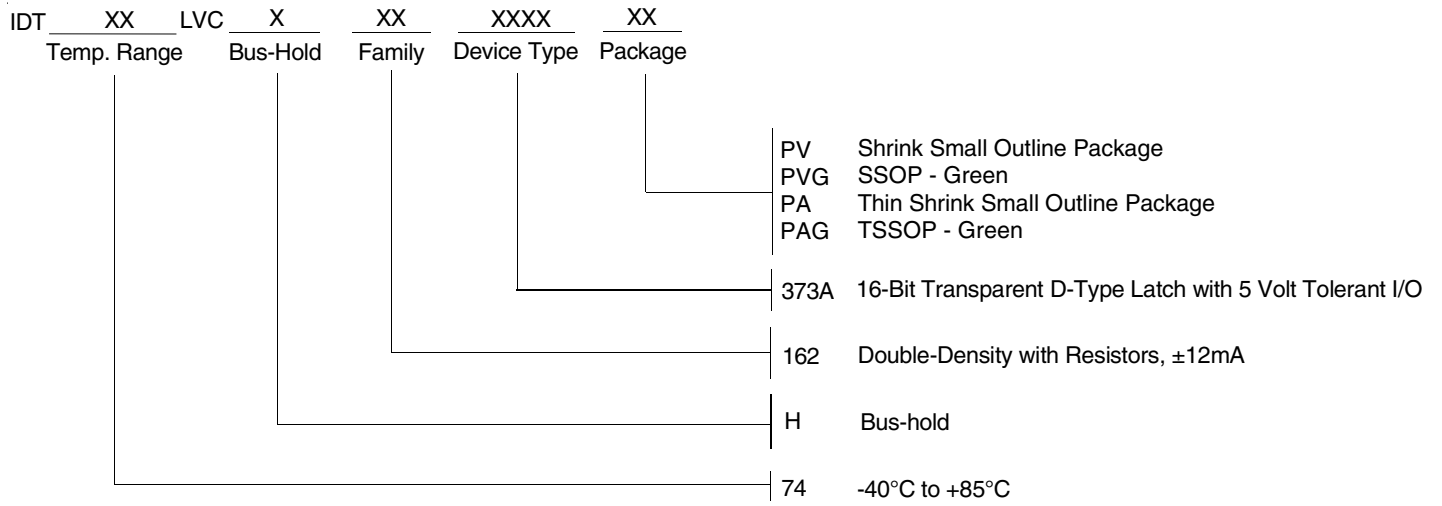 IDT XX LVC X XX XXXX XX
Temp. Range Bus-Hold Family Device Type Package
PV Shrink Small Outline Package
PVG SSOP - Green
PA Thin Shrink Small Outline Package
PAG TSSOP - Green
373A 16-Bit Transparent D-Type Latch with 5 Volt Tolerant I/O
162 Double-Density with Resistors, ±12mA
H Bus-hold
74 -40°C to +85°C